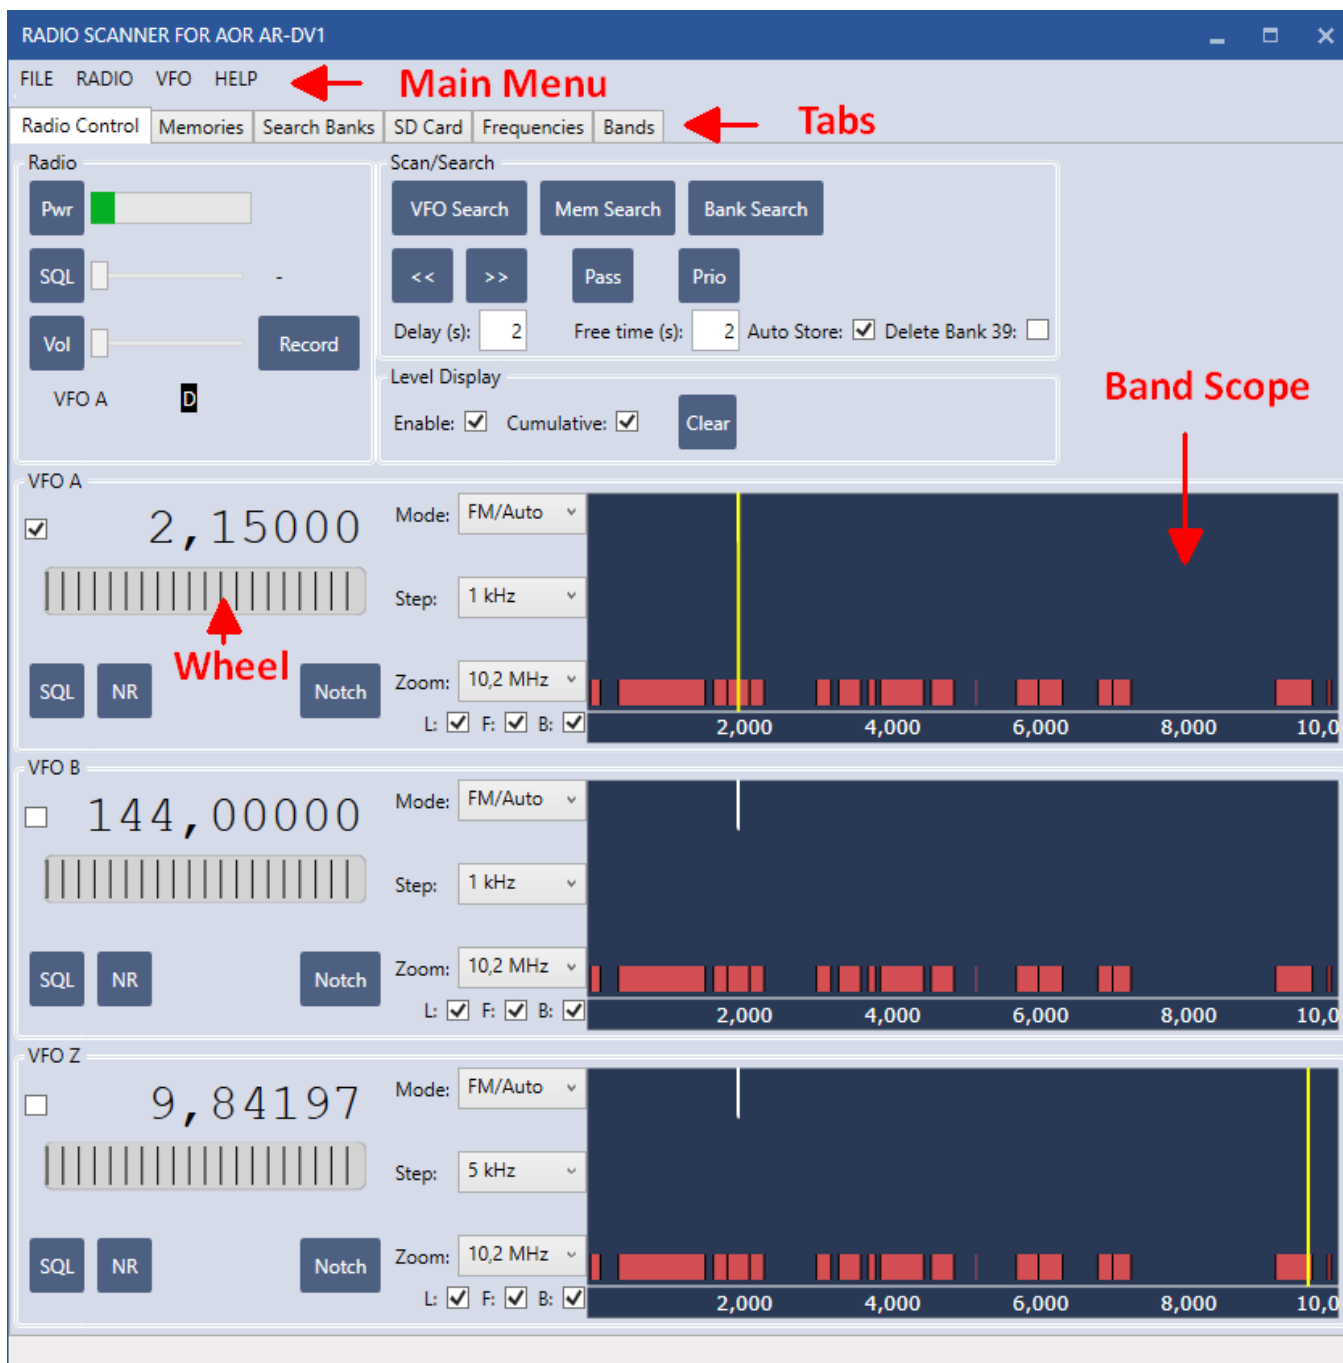 RADIO SCANNER FOR AOR AR-DV1
FILE RADIO VFO HELP
Main Menu
Radio Control Memories Search Banks SD Card Frequencies Bands
Tabs
Radio
Pwr
SQL -
Vol Record
VFO A D
Scan/Search
VFO Search Mem Search Bank Search
<< >> Pass Prio
Delay (s): 2 Free time (s): 2 Auto Store: Delete Bank 39:
Level Display
Enable: Cumulative: Clear
Band Scope
VFO A
2,15000 Mode: FM/Auto
Step: 1 kHz
Wheel
SQL NR Notch Zoom: 10,2 MHz
L: F: B:
2,000 4,000 6,000 8,000 10,0
VFO B
144,00000 Mode: FM/Auto
Step: 1 kHz
SQL NR Notch Zoom: 10,2 MHz
L: F: B:
2,000 4,000 6,000 8,000 10,0
VFO Z
9,84197 Mode: FM/Auto
Step: 5 kHz
SQL NR Notch Zoom: 10,2 MHz
L: F: B:
2,000 4,000 6,000 8,000 10,0